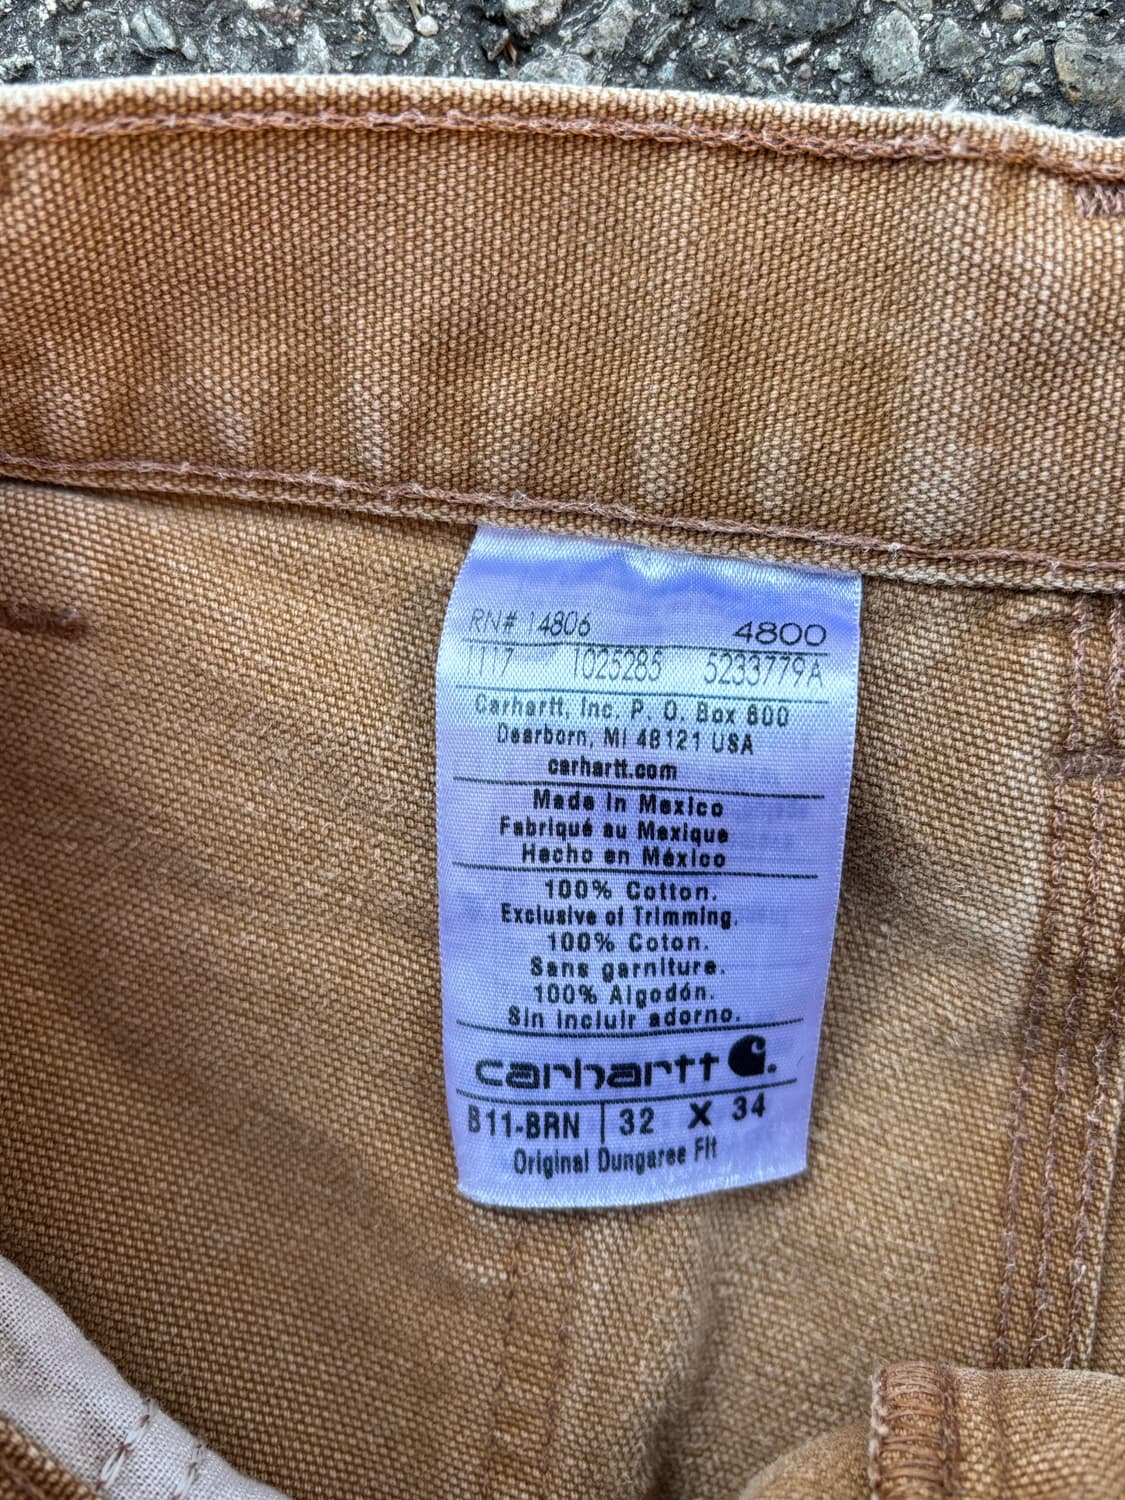 RN# 14806 4800
1117 1025285 5233779A
Carhartt, Inc. P. O. Box 600
Dearborn, MI 48121 USA
carhartt.com
Made in Mexico
Fabriqué au Mexique
Hecho en México
100% Cotton.
Exclusive of Trimming.
100% Coton.
Sans garniture.
100% Algodón.
Sin incluir adorno.
carhartt
B11-BRN 32 X 34
Original Dungaree Fit